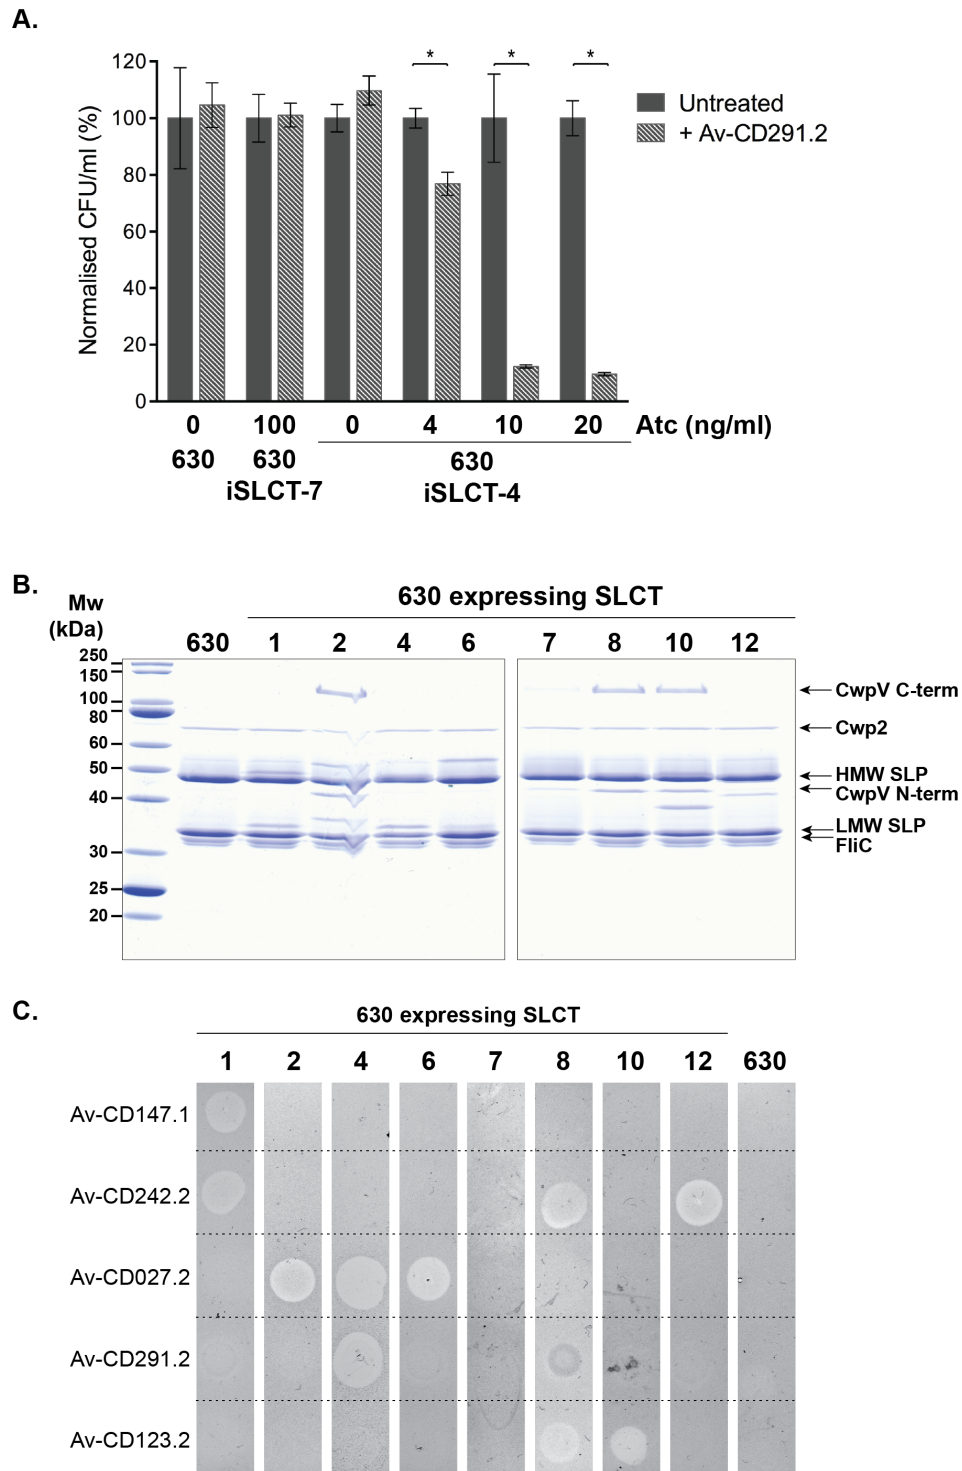 A.
Normalised CFU/ml (%)
120
100
80
60
40
20
0
*
*
*
Untreated
+ Av-CD291.2
0 100 0 4 10 20 Atc (ng/ml)
630 630 630
iSLCT-7 iSLCT-4
B.
Mw
(kDa)
630 expressing SLCT
630 1 2 4 6 7 8 10 12
250
150
100
80
60
50
40
30
25
20
CwpV C-term
Cwp2
HMW SLP
CwpV N-term
LMW SLP
FliC
C.
630 expressing SLCT
1 2 4 6 7 8 10 12 630
Av-CD147.1
Av-CD242.2
Av-CD027.2
Av-CD291.2
Av-CD123.2